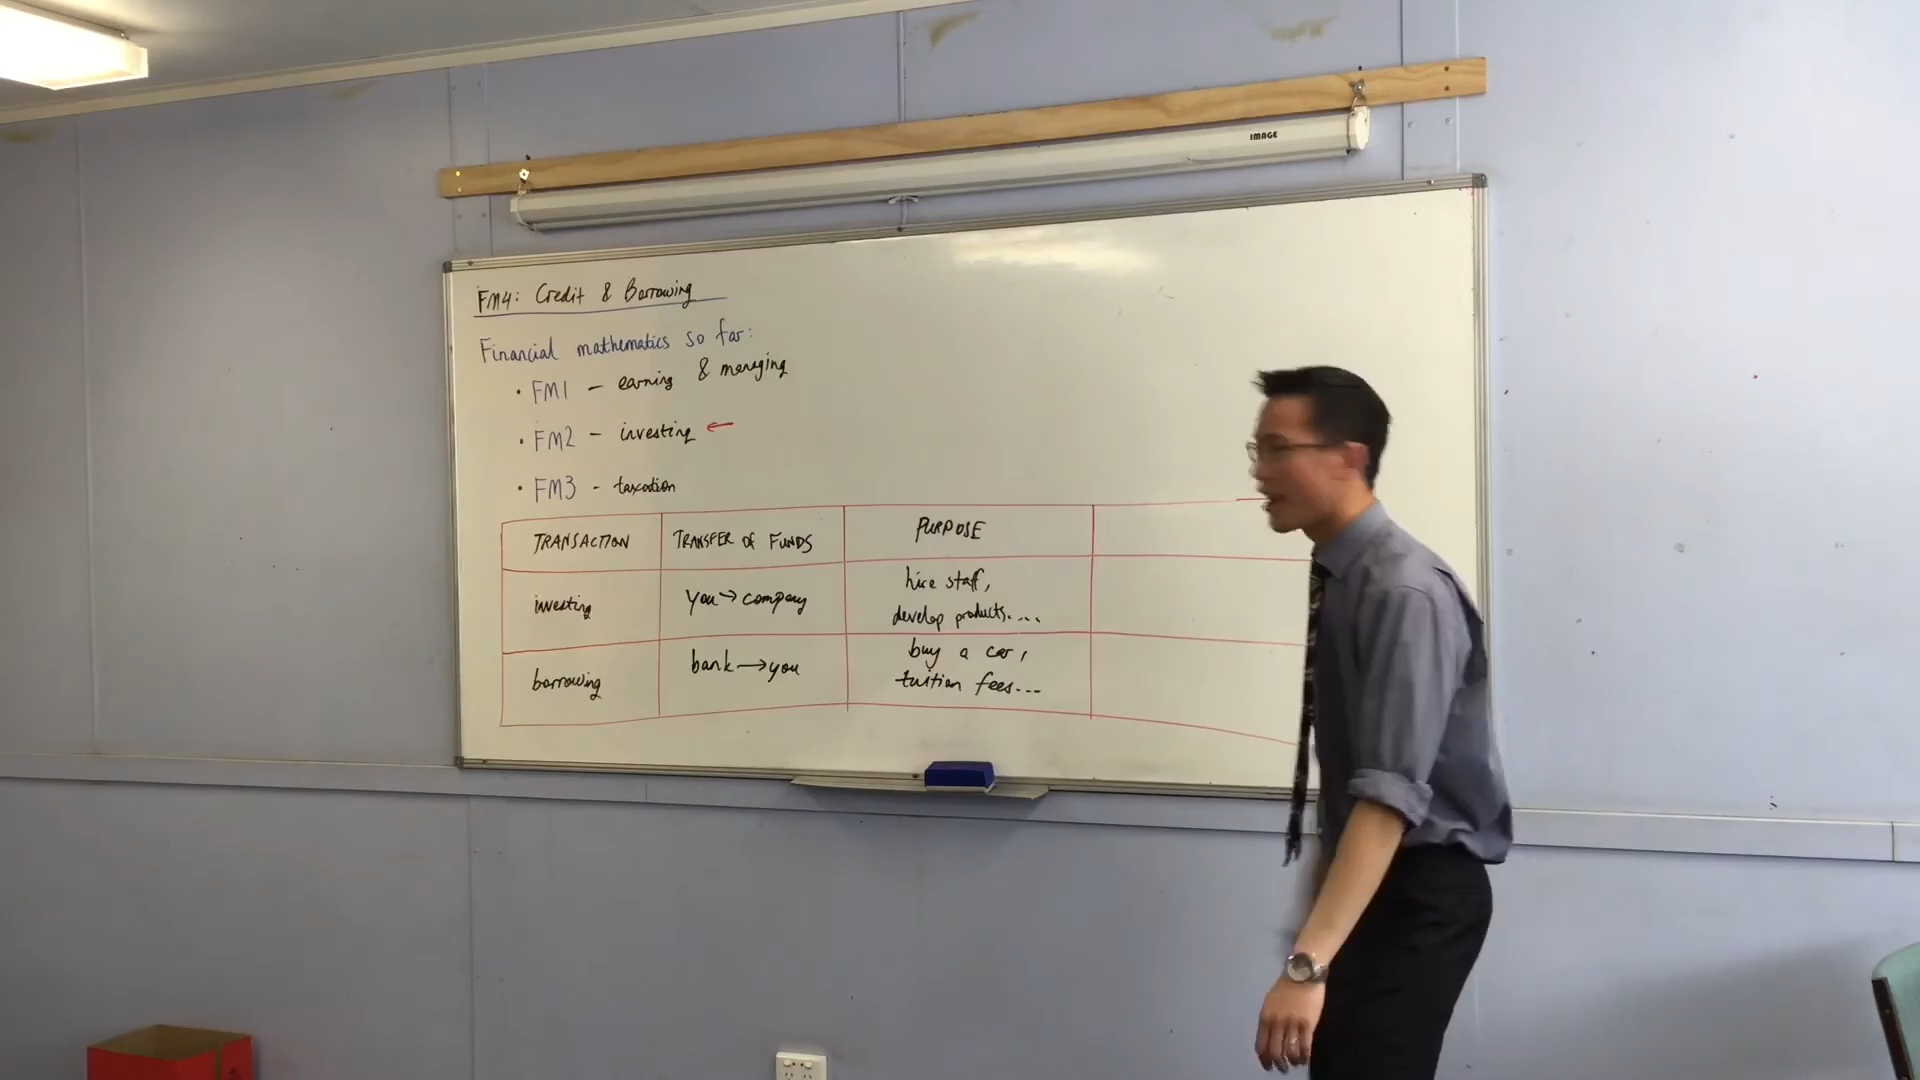 IMAGE
FM4: Credit & Borrowing
Financial mathematics so far:
• FM1 – earning & managing
• FM2 – investing ←
• FM3 - taxation
TRANSACTION TRANSFER OF FUNDS PURPOSE
investing you→company hire staff,
develop products....
borrowing bank→you buy a car,
tuition fees...